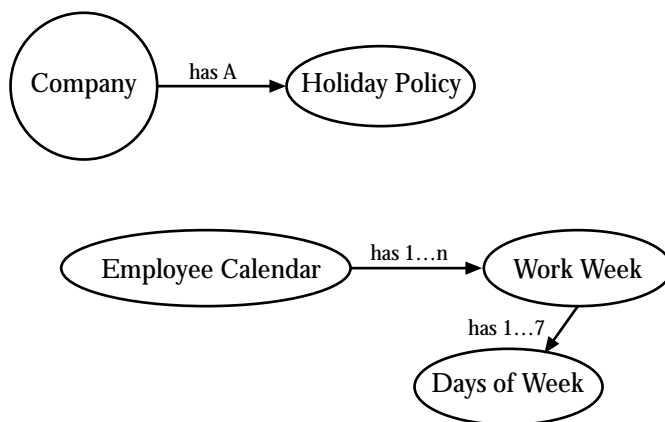 Company
has A
Holiday Policy
Employee Calendar
has 1…n
Work Week
has 1…7
Days of Week